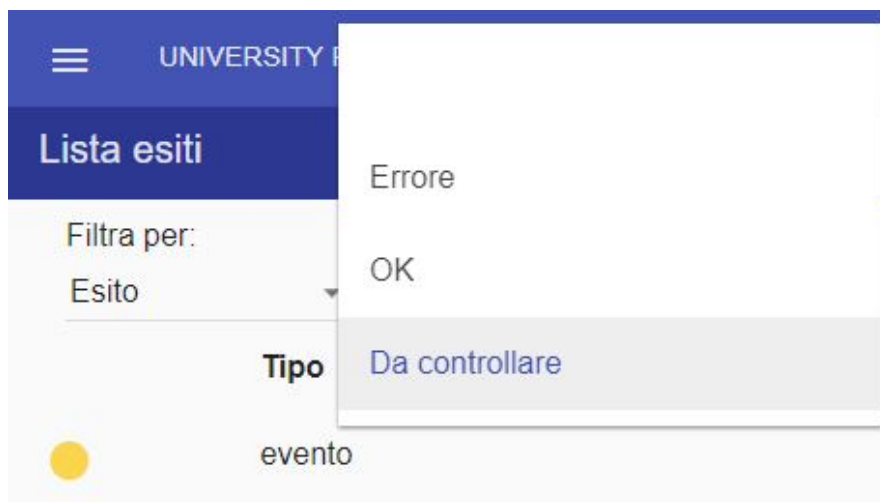 UNIVERSITY
Lista esiti
Filtra per:
Esito
Errore
OK
Da controllare
Tipo
evento